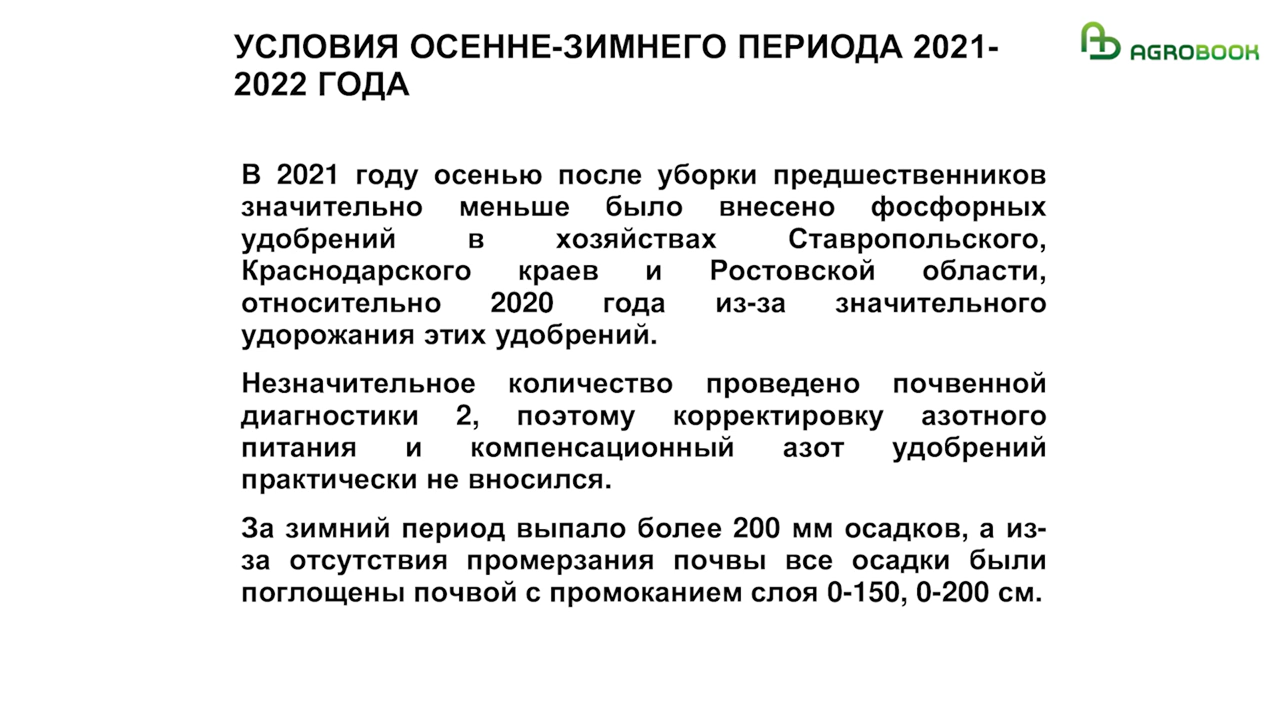 УСЛОВИЯ ОСЕННЕ-ЗИМНЕГО ПЕРИОДА 2021-
2022 ГОДА
AGROBOOK
В 2021 году осенью после уборки предшественников
значительно меньше было внесено фосфорных
удобрений в хозяйствах Ставропольского,
Краснодарского краев и Ростовской области,
относительно 2020 года из-за значительного
удорожания этих удобрений.
Незначительное количество проведено почвенной
диагностики 2, поэтому корректировку азотного
питания и компенсационный азот удобрений
практически не вносился.
За зимний период выпало более 200 мм осадков, а из-
за отсутствия промерзания почвы все осадки были
поглощены почвой с промоканием слоя 0-150, 0-200 см.